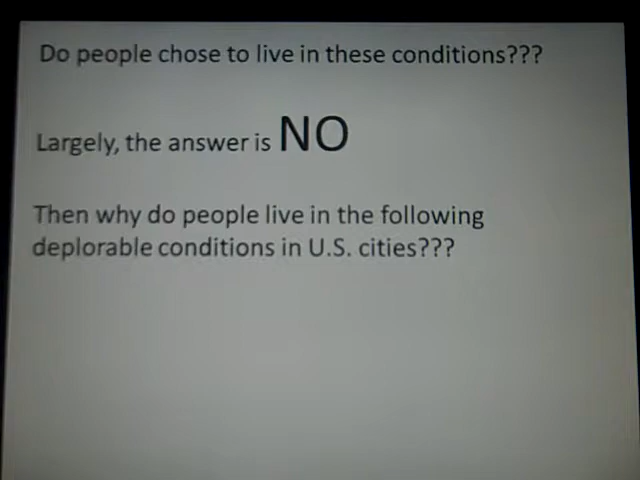 Do people chose to live in these conditions???
Largely, the answer is NO
Then why do people live in the following
deplorable conditions in U.S. cities???